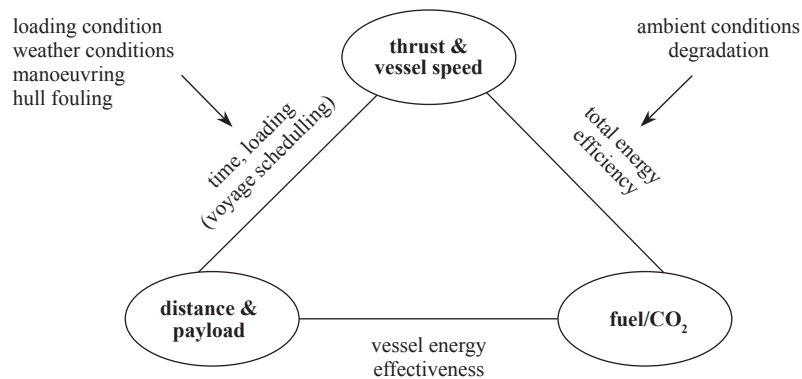 loading condition
weather conditions
manoeuvring
hull fouling
thrust &
vessel speed
ambient conditions
degradation
time, loading
(voyage schedulling)
total energy
efficiency
distance &
payload
fuel/CO₂
vessel energy
effectiveness